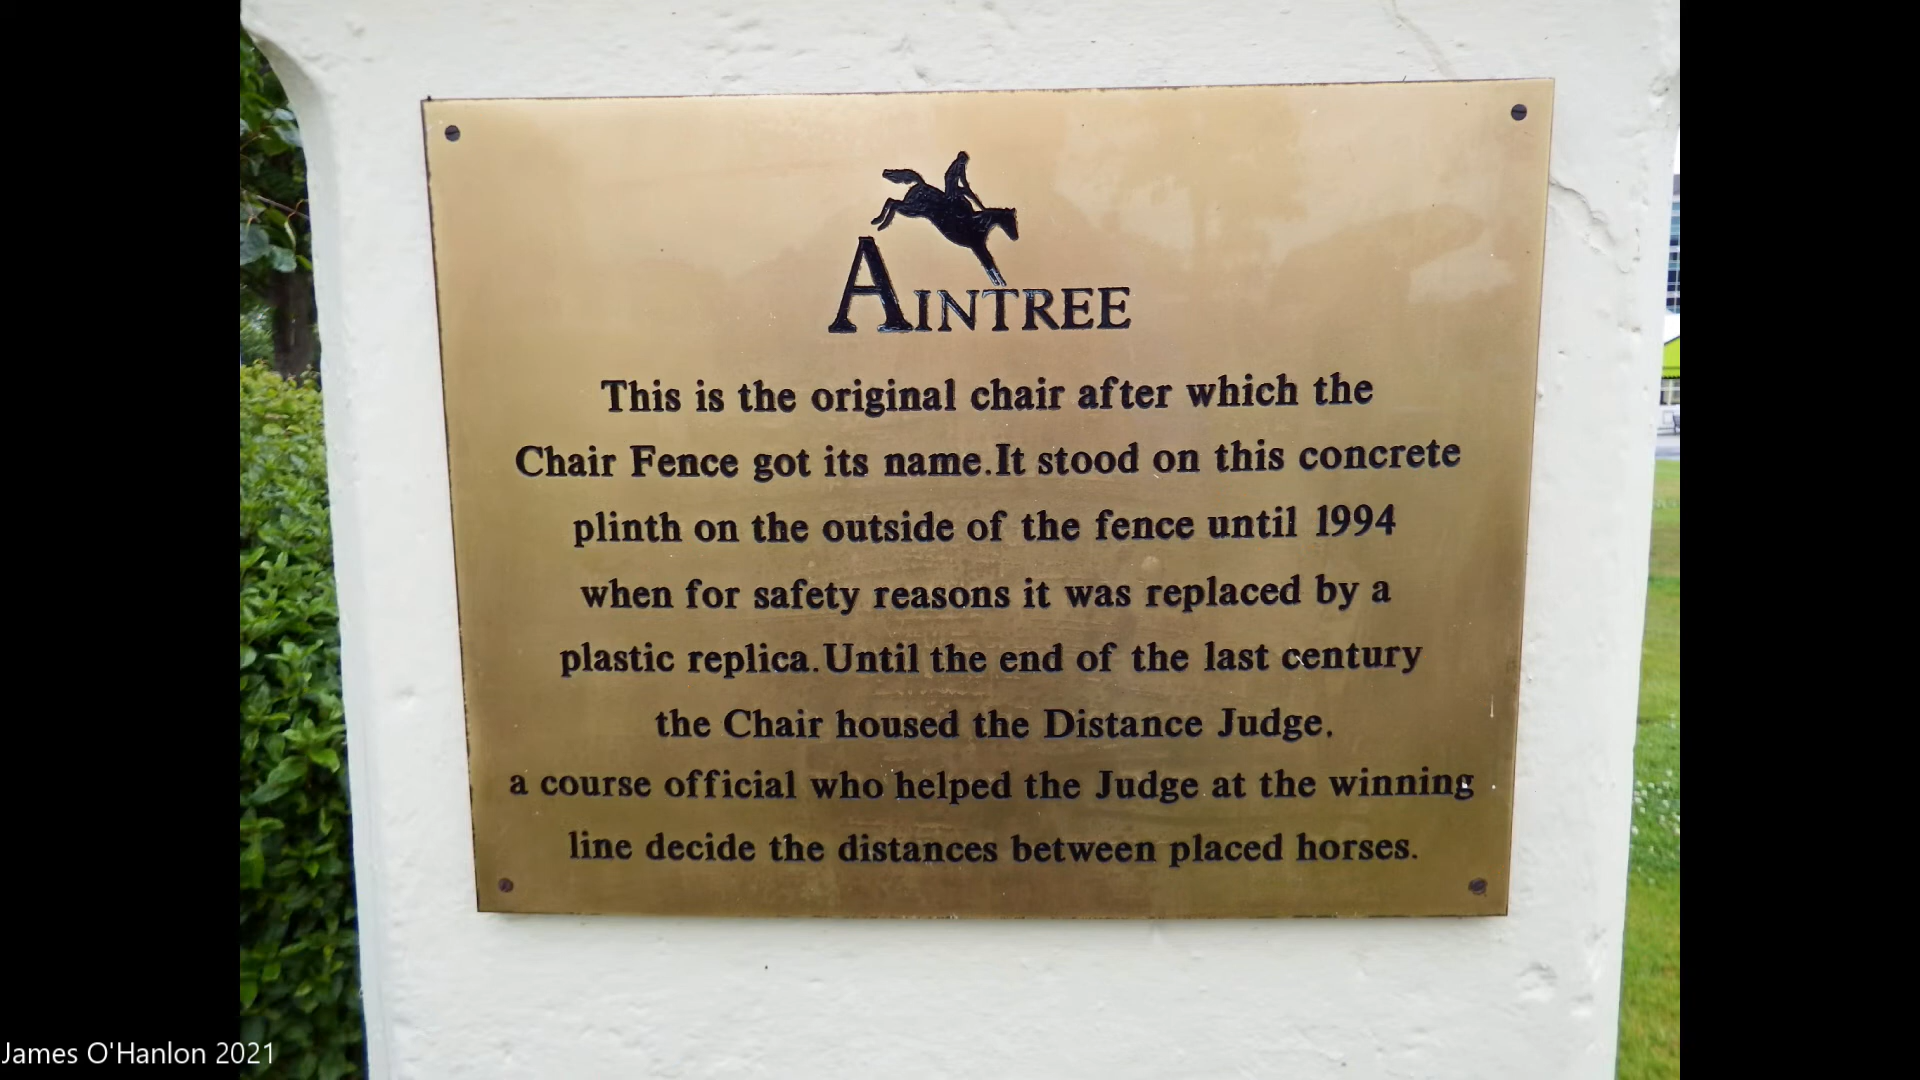 AINTREE
This is the original chair after which the
Chair Fence got its name.It stood on this concrete
plinth on the outside of the fence until 1994
when for safety reasons it was replaced by a
plastic replica.Until the end of the last century
the Chair housed the Distance Judge.
a course official who helped the Judge at the winning
line decide the distances between placed horses.
James O'Hanlon 2021